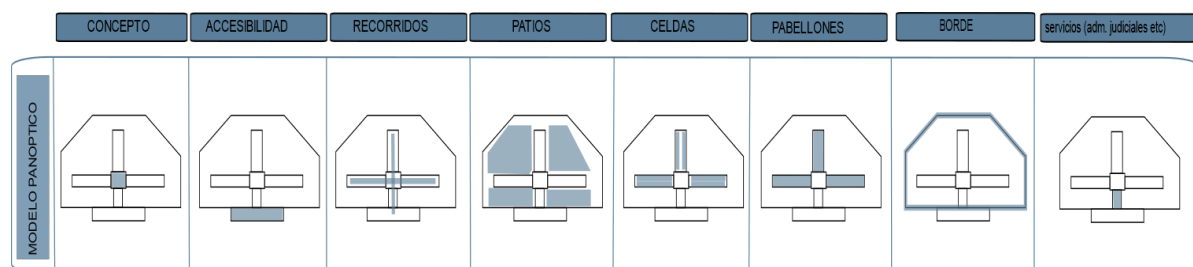 CONCEPTO
ACCESIBILIDAD
RECORRIDOS
PATIOS
CELDAS
PABELLONES
BORDE
servicios (adm. judiciales etc)
MODELO PANOPTICO